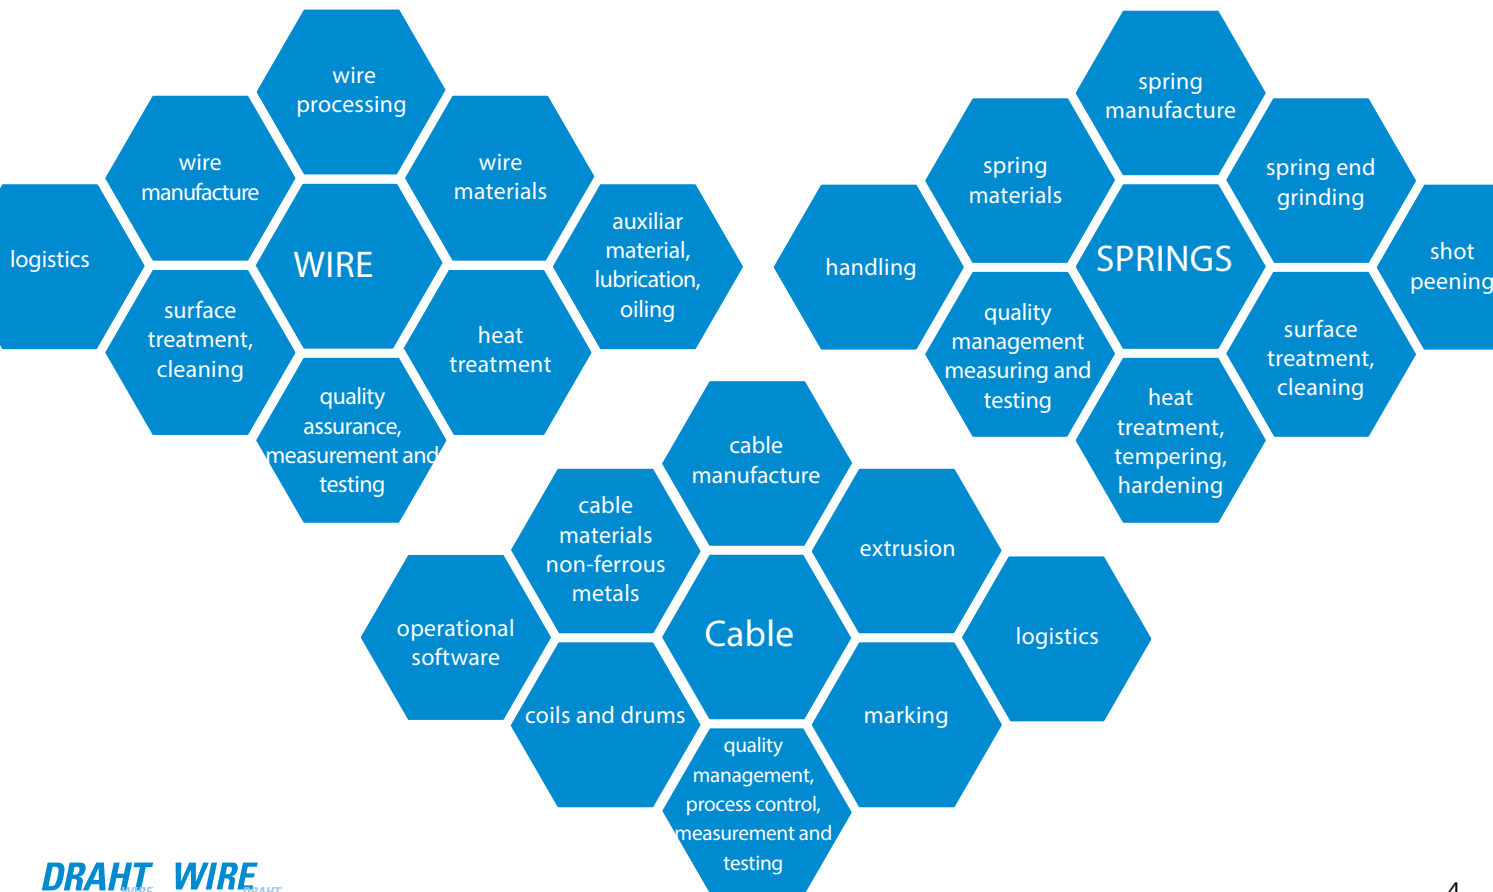 wire
processing
wire
manufacture
wire
materials
logistics
WIRE
auxiliar
material,
lubrication,
oiling
surface
treatment,
cleaning
heat
treatment
quality
assurance,
measurement and
testing
spring
manufacture
spring
materials
spring end
grinding
handling
SPRINGS
shot
peening
quality
management
measuring and
testing
surface
treatment,
cleaning
heat
treatment,
tempering,
hardening
cable
manufacture
cable
materials
non-ferrous
metals
extrusion
operational
software
Cable
logistics
coils and drums
marking
quality
management,
process control,
measurement and
testing
DRAHT WIRE
WIRE DRAHT
4